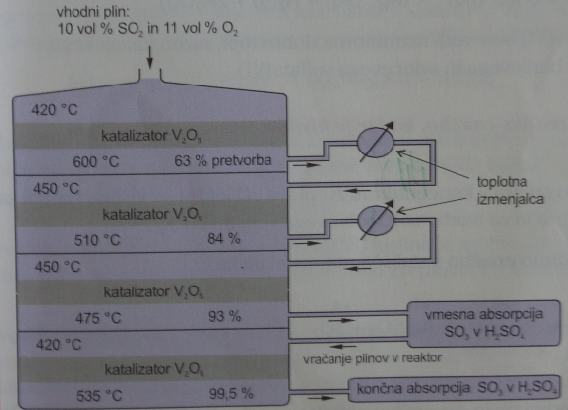 vhodni plin:
10 vol % SO₂ in 11 vol % O₂
420 °C
katalizator V₂O₅
600 °C 63 % pretvorba
450 °C
toplotna
izmenjalca
katalizator V₂O₅
510 °C 84 %
450 °C
katalizator V₂O₅
475 °C 93 %
vmesna absorpcija
SO₃ v H₂SO₄
420 °C
vračanje plinov v reaktor
katalizator V₂O₅
535 °C 99,5 %
končna absorpcija SO₃ v H₂SO₄